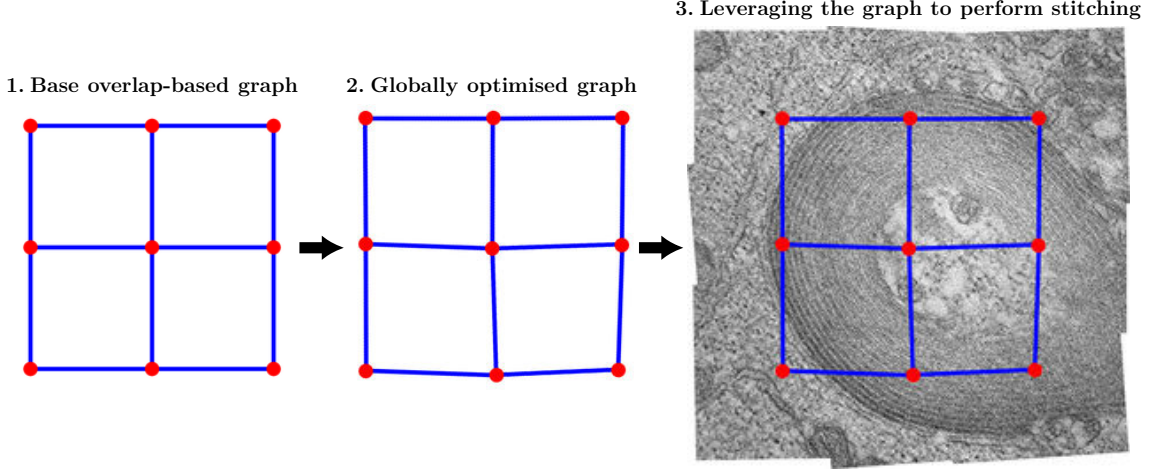 1. Base overlap-based graph
2. Globally optimised graph
3. Leveraging the graph to perform stitching